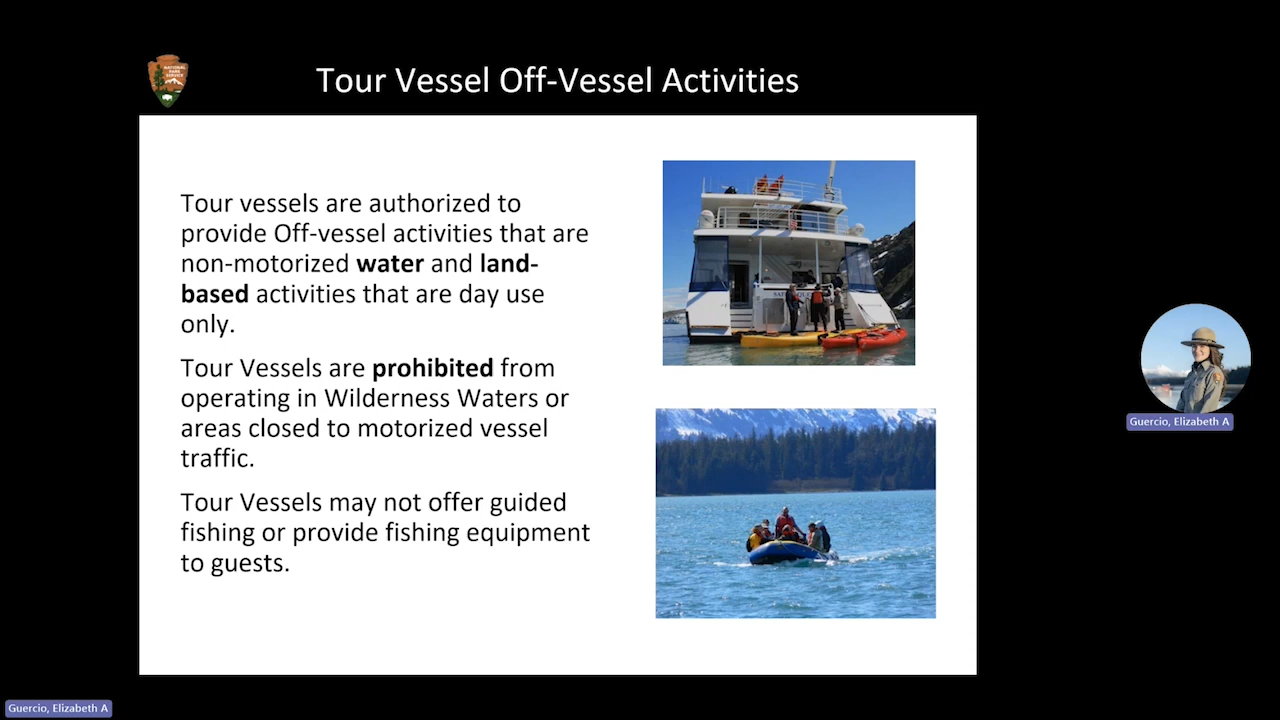 NATIONAL
PARK
SERVICE
Tour Vessel Off-Vessel Activities
Tour vessels are authorized to
provide Off-vessel activities that are
non-motorized water and land-
based activities that are day use
only.
Tour Vessels are prohibited from
operating in Wilderness Waters or
areas closed to motorized vessel
traffic.
Tour Vessels may not offer guided
fishing or provide fishing equipment
to guests.
Guercio, Elizabeth A
Guercio, Elizabeth A